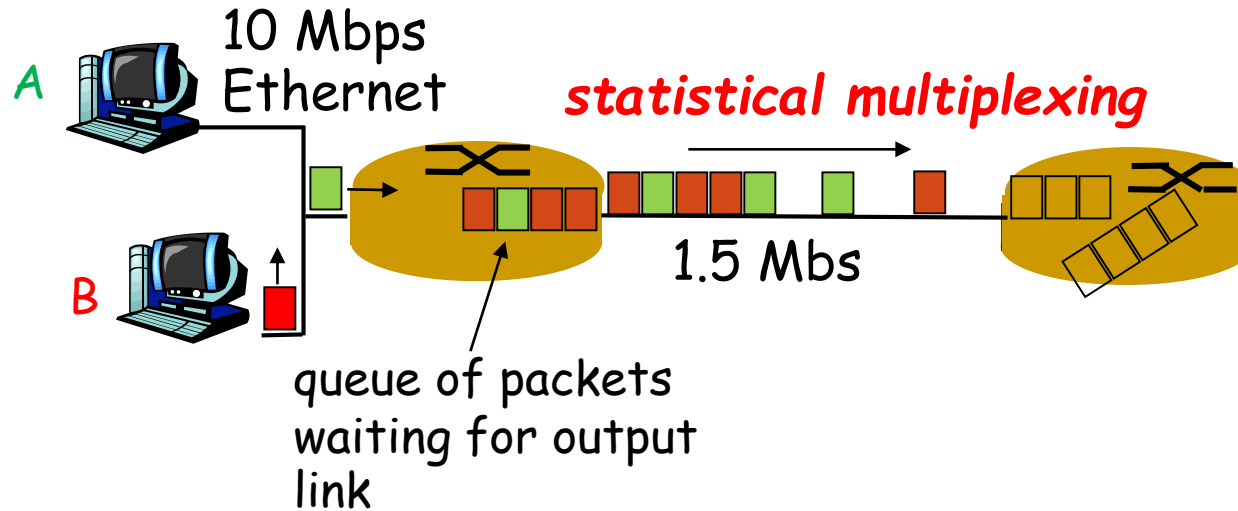 A
10 Mbps
Ethernet
statistical multiplexing
B
1.5 Mbs
queue of packets
waiting for output
link